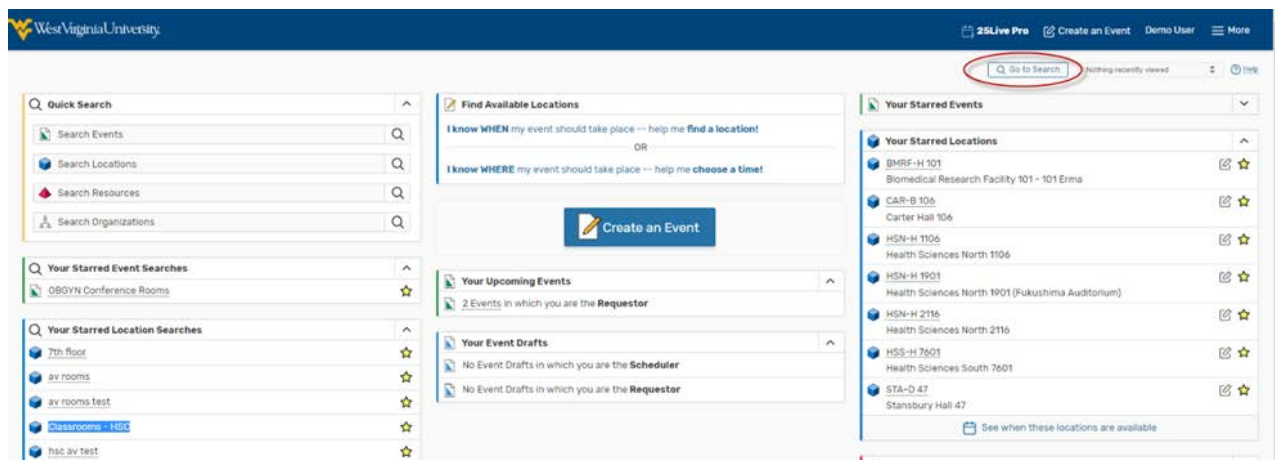 West Virginia University.
25Live Pro
Create an Event
Demo User
More
Go to Search
Nothing recently viewed
Help
Quick Search
Search Events
Search Locations
Search Resources
Search Organizations
Your Starred Event Searches
OBGYN Conference Rooms
Your Starred Location Searches
7th floor
av rooms
av rooms test
Classrooms - HSC
hsc av test
Find Available Locations
I know WHEN my event should take place -- help me find a location!
OR
I know WHERE my event should take place -- help me choose a time!
Create an Event
Your Upcoming Events
2 Events in which you are the Requestor
Your Event Drafts
No Event Drafts in which you are the Scheduler
No Event Drafts in which you are the Requestor
Your Starred Events
Your Starred Locations
BMRF-H 101
Biomedical Research Facility 101 - 101 Erma
CAR-B 106
Carter Hall 106
HSN-H 1106
Health Sciences North 1106
HSN-H 1901
Health Sciences North 1901 (Fukushima Auditorium)
HSN-H 2116
Health Sciences North 2116
HSS-H 7601
Health Sciences South 7601
STA-D 47
Stansbury Hall 47
See when these locations are available